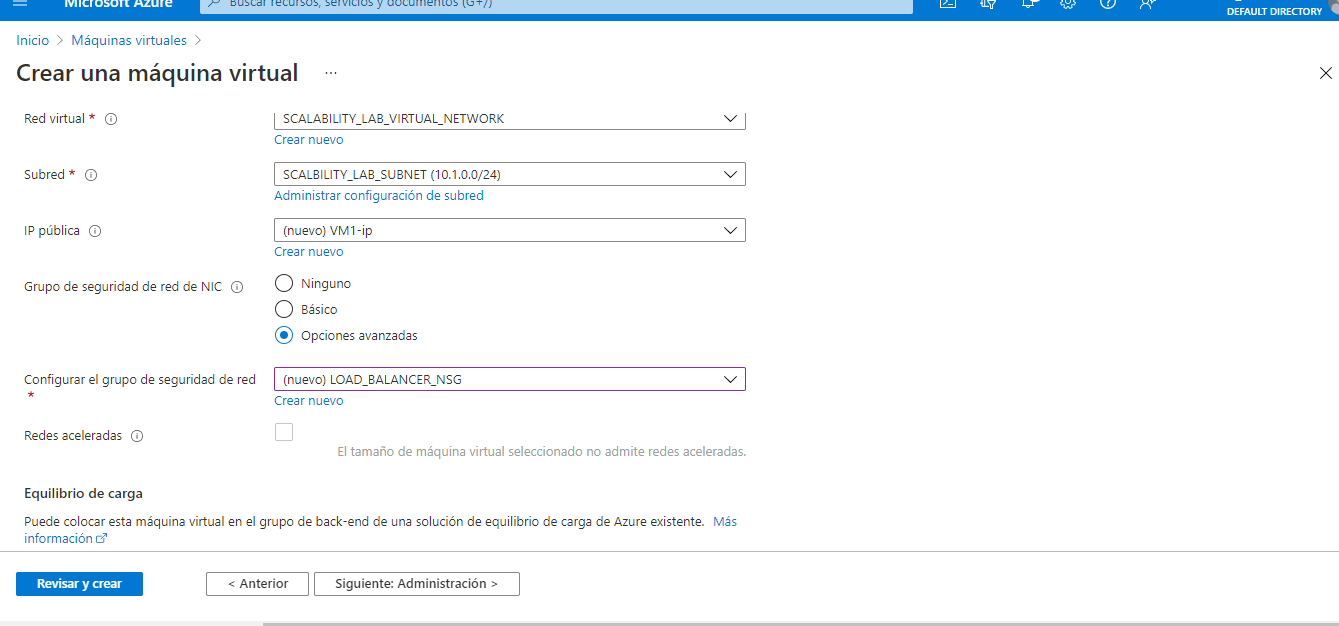 Microsoft Azure
Buscar recursos, servicios y documentos (G+/)
DEFAULT DIRECTORY
Inicio > Máquinas virtuales >
Crear una máquina virtual ...
Red virtual *
SCALABILITY_LAB_VIRTUAL_NETWORK
Crear nuevo
Subred *
SCALBILITY_LAB_SUBNET (10.1.0.0/24)
Administrar configuración de subred
IP pública
(nuevo) VM1-ip
Crear nuevo
Grupo de seguridad de red de NIC
Ninguno
Básico
Opciones avanzadas
Configurar el grupo de seguridad de red
*
(nuevo) LOAD_BALANCER_NSG
Crear nuevo
Redes aceleradas
El tamaño de máquina virtual seleccionado no admite redes aceleradas.
Equilibrio de carga
Puede colocar esta máquina virtual en el grupo de back-end de una solución de equilibrio de carga de Azure existente. Más
información
Revisar y crear
< Anterior
Siguiente: Administración >